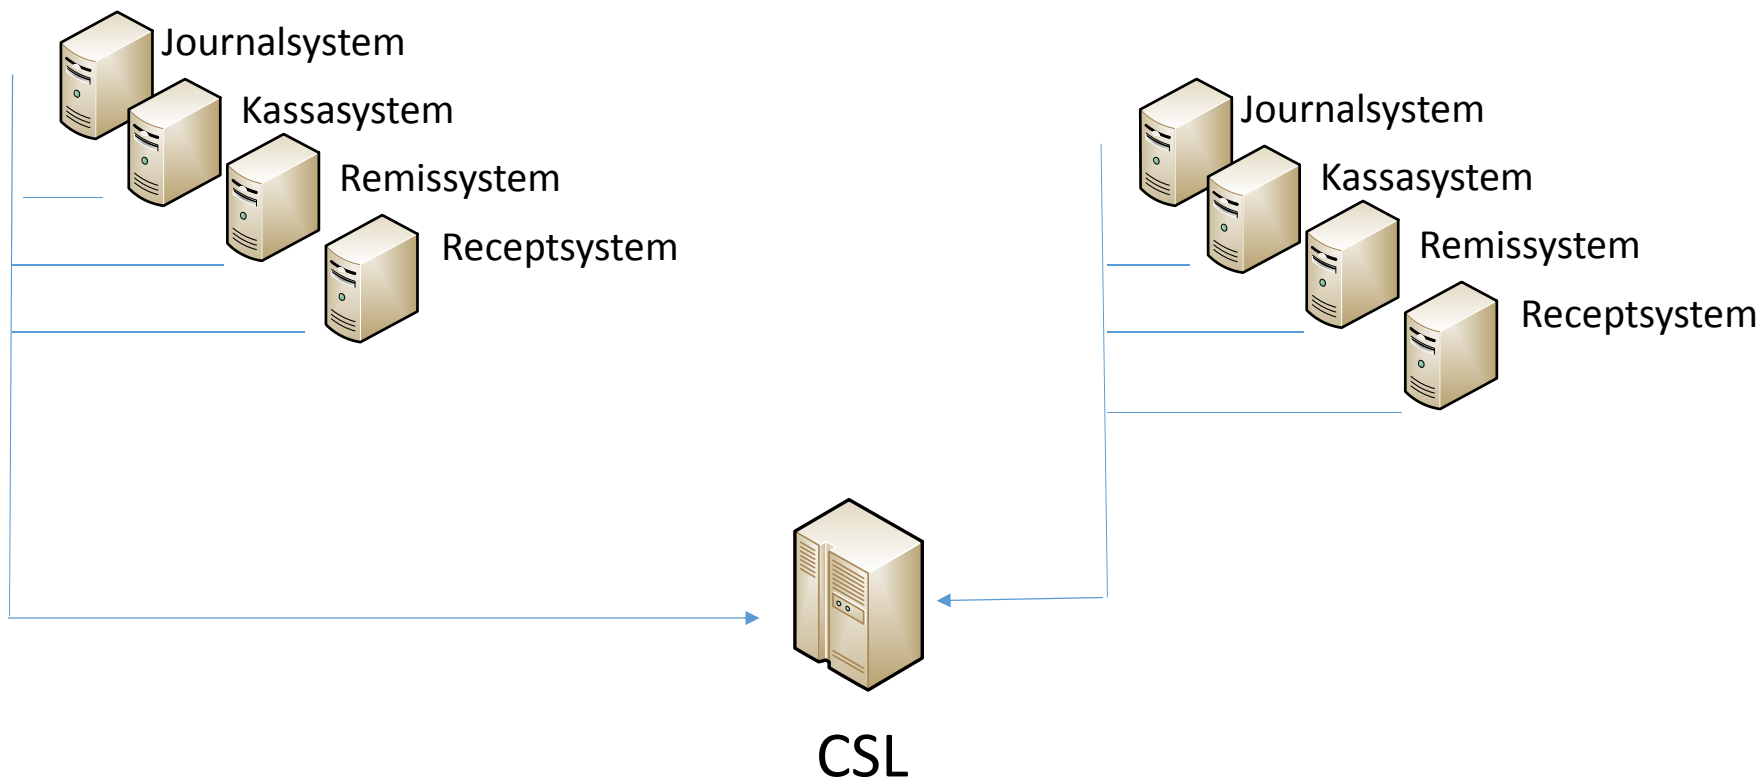 Journalsystem
Kassasystem
Remissystem
Receptsystem
Journalsystem
Kassasystem
Remissystem
Receptsystem
CSL